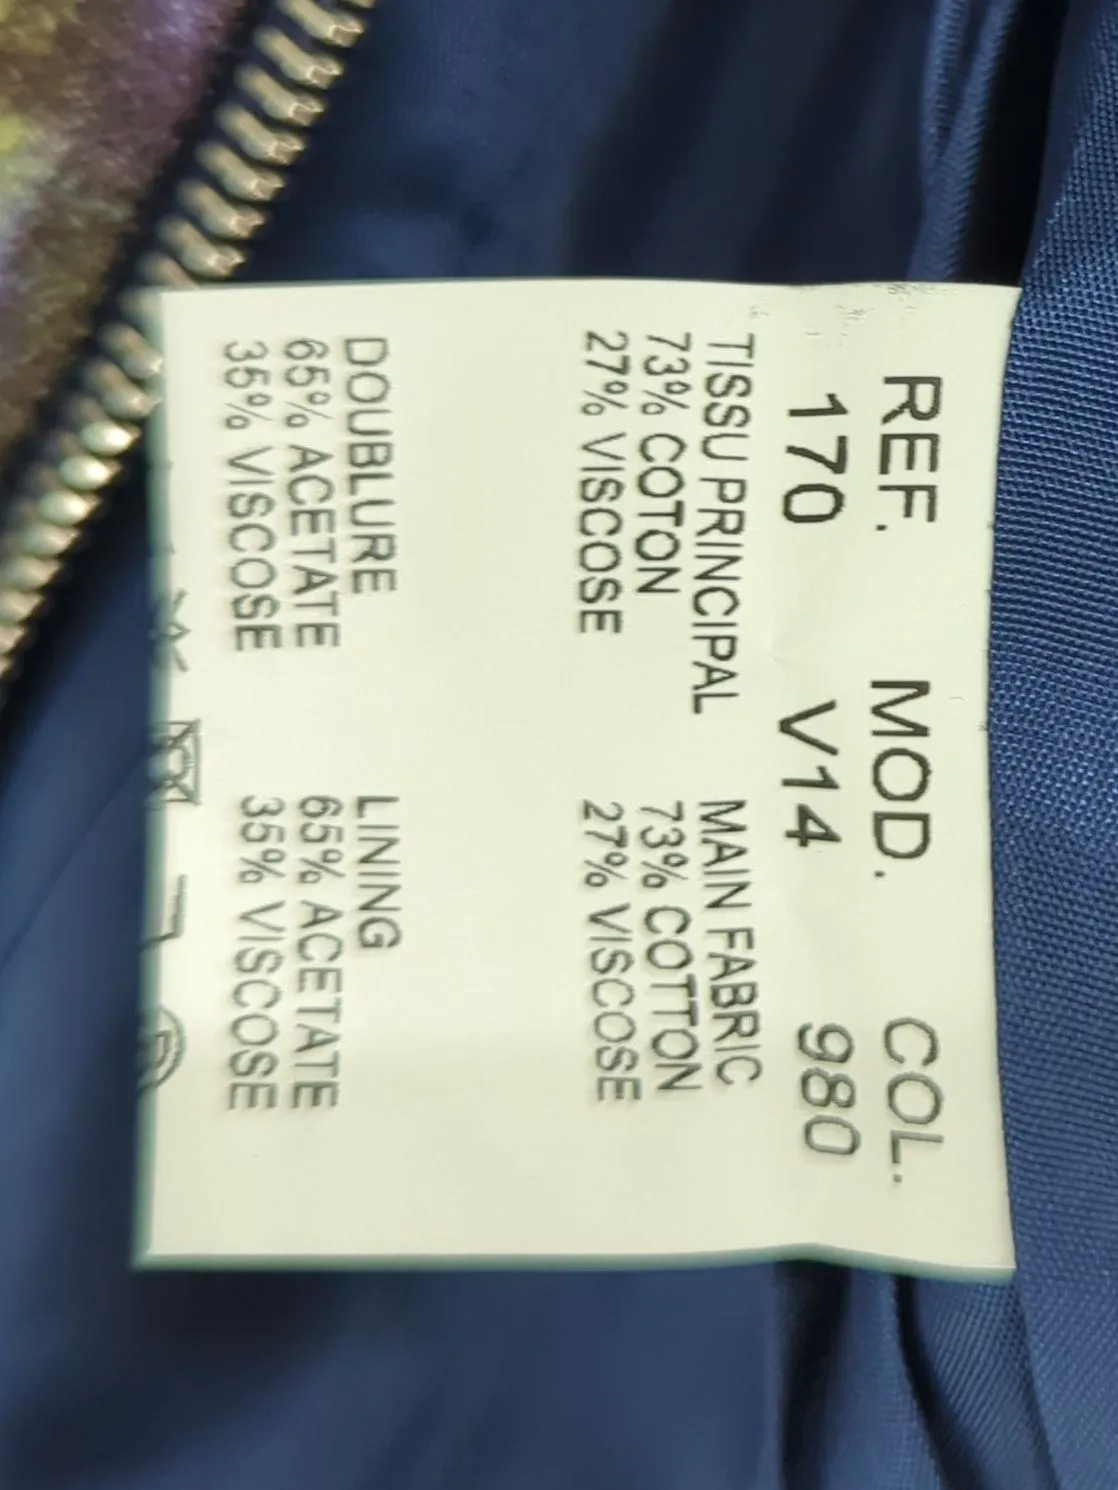 REF. MOD. COL.
170 V14 980
TISSU PRINCIPAL MAIN FABRIC
73% COTON 73% COTTON
27% VISCOSE 27% VISCOSE
DOUBLURE LINING
65% ACETATE 65% ACETATE
35% VISCOSE 35% VISCOSE